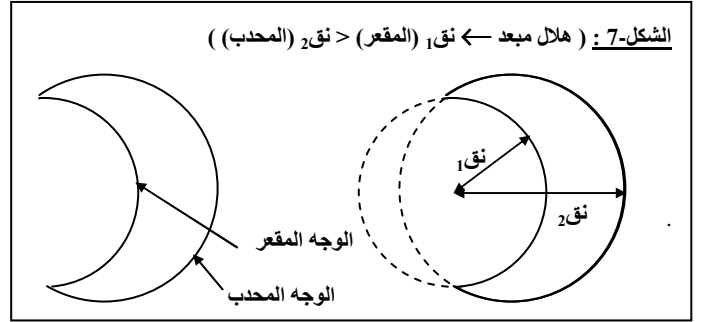 الشكل-7 : ( هلال مبعد ← نق1 (المقعر) < نق2 (المحدب) )
نق1
نق2
الوجه المقعر
الوجه المحدب
.